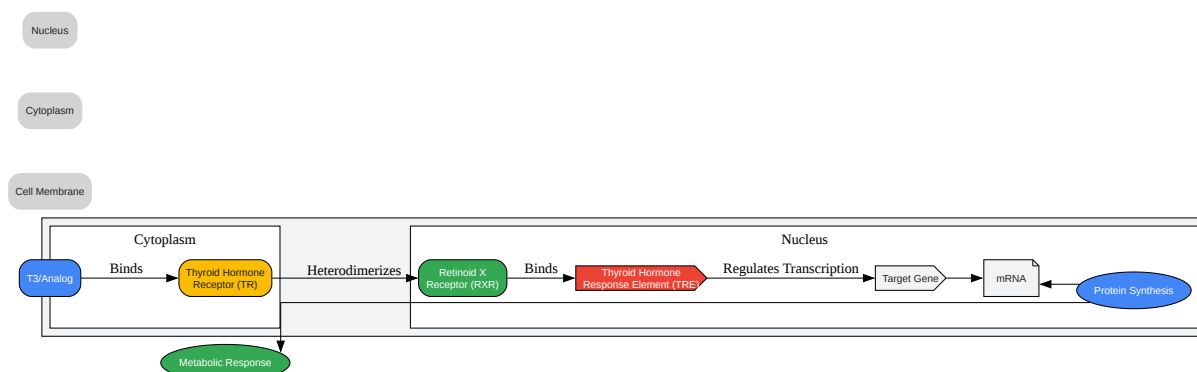 Nucleus
Cytoplasm
Cell Membrane
Cytoplasm
Nucleus
T3/Analog
Binds
Thyroid Hormone
Receptor (TR)
Heterodimerizes
Retinoid X
Receptor (RXR)
Binds
Thyroid Hormone
Response Element (TRE)
Regulates Transcription
Target Gene
mRNA
Protein Synthesis
Metabolic Response